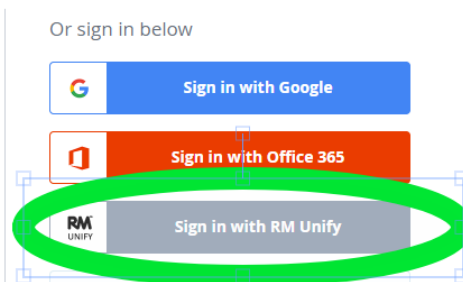 Or sign in below
Sign in with Google
Sign in with Office 365
RM
UNIFY
Sign in with RM Unify